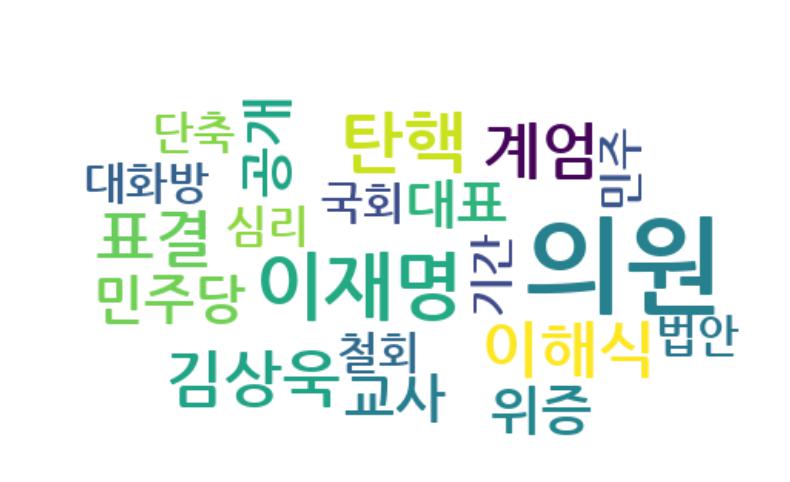 단축
공개
탄핵
계엄
민주
대화방
국회
대표
표결
심리
기간
의원
민주당
이재명
이해식
법안
김상욱
철회
교사
위증